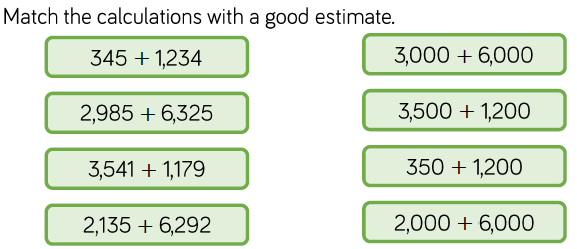 Match the calculations with a good estimate.
345 + 1,234
3,000 + 6,000
2,985 + 6,325
3,500 + 1,200
3,541 + 1,179
350 + 1,200
2,135 + 6,292
2,000 + 6,000